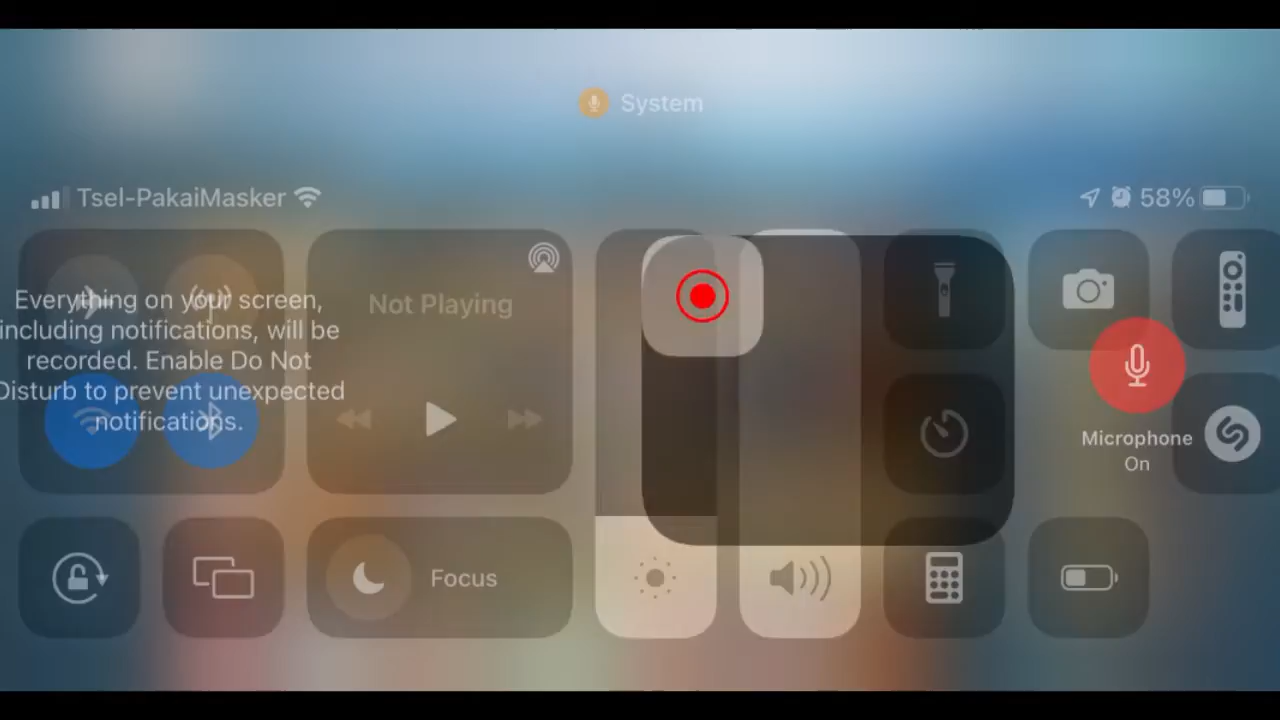 System
Tsel-PakaiMasker
58%
Not Playing
Everything on your screen,
including notifications, will be
recorded. Enable Do Not
Disturb to prevent unexpected
notifications.
Microphone
On
Focus